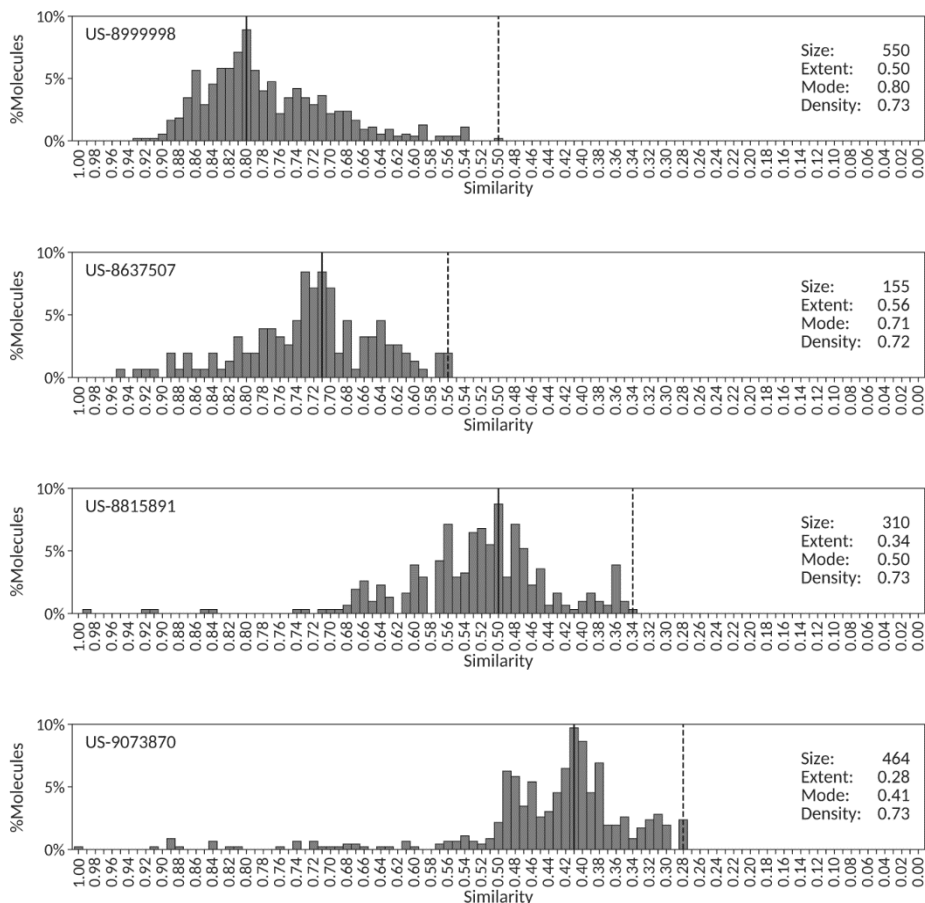 10%
5%
0%
%Molecules
US-8999998
Size: 550
Extent: 0.50
Mode: 0.80
Density: 0.73
1.00 0.98 0.96 0.94 0.92 0.90 0.88 0.86 0.84 0.82 0.80 0.78 0.76 0.74 0.72 0.70 0.68 0.66 0.64 0.62 0.60 0.58 0.56 0.54 0.52 0.50 0.48 0.46 0.44 0.42 0.40 0.38 0.36 0.34 0.32 0.30 0.28 0.26 0.24 0.22 0.20 0.18 0.16 0.14 0.12 0.10 0.08 0.06 0.04 0.02 0.00
Similarity
10%
5%
0%
%Molecules
US-8637507
Size: 155
Extent: 0.56
Mode: 0.71
Density: 0.72
1.00 0.98 0.96 0.94 0.92 0.90 0.88 0.86 0.84 0.82 0.80 0.78 0.76 0.74 0.72 0.70 0.68 0.66 0.64 0.62 0.60 0.58 0.56 0.54 0.52 0.50 0.48 0.46 0.44 0.42 0.40 0.38 0.36 0.34 0.32 0.30 0.28 0.26 0.24 0.22 0.20 0.18 0.16 0.14 0.12 0.10 0.08 0.06 0.04 0.02 0.00
Similarity
10%
5%
0%
%Molecules
US-8815891
Size: 310
Extent: 0.34
Mode: 0.50
Density: 0.73
1.00 0.98 0.96 0.94 0.92 0.90 0.88 0.86 0.84 0.82 0.80 0.78 0.76 0.74 0.72 0.70 0.68 0.66 0.64 0.62 0.60 0.58 0.56 0.54 0.52 0.50 0.48 0.46 0.44 0.42 0.40 0.38 0.36 0.34 0.32 0.30 0.28 0.26 0.24 0.22 0.20 0.18 0.16 0.14 0.12 0.10 0.08 0.06 0.04 0.02 0.00
Similarity
10%
5%
0%
%Molecules
US-9073870
Size: 464
Extent: 0.28
Mode: 0.41
Density: 0.73
1.00 0.98 0.96 0.94 0.92 0.90 0.88 0.86 0.84 0.82 0.80 0.78 0.76 0.74 0.72 0.70 0.68 0.66 0.64 0.62 0.60 0.58 0.56 0.54 0.52 0.50 0.48 0.46 0.44 0.42 0.40 0.38 0.36 0.34 0.32 0.30 0.28 0.26 0.24 0.22 0.20 0.18 0.16 0.14 0.12 0.10 0.08 0.06 0.04 0.02 0.00
Similarity